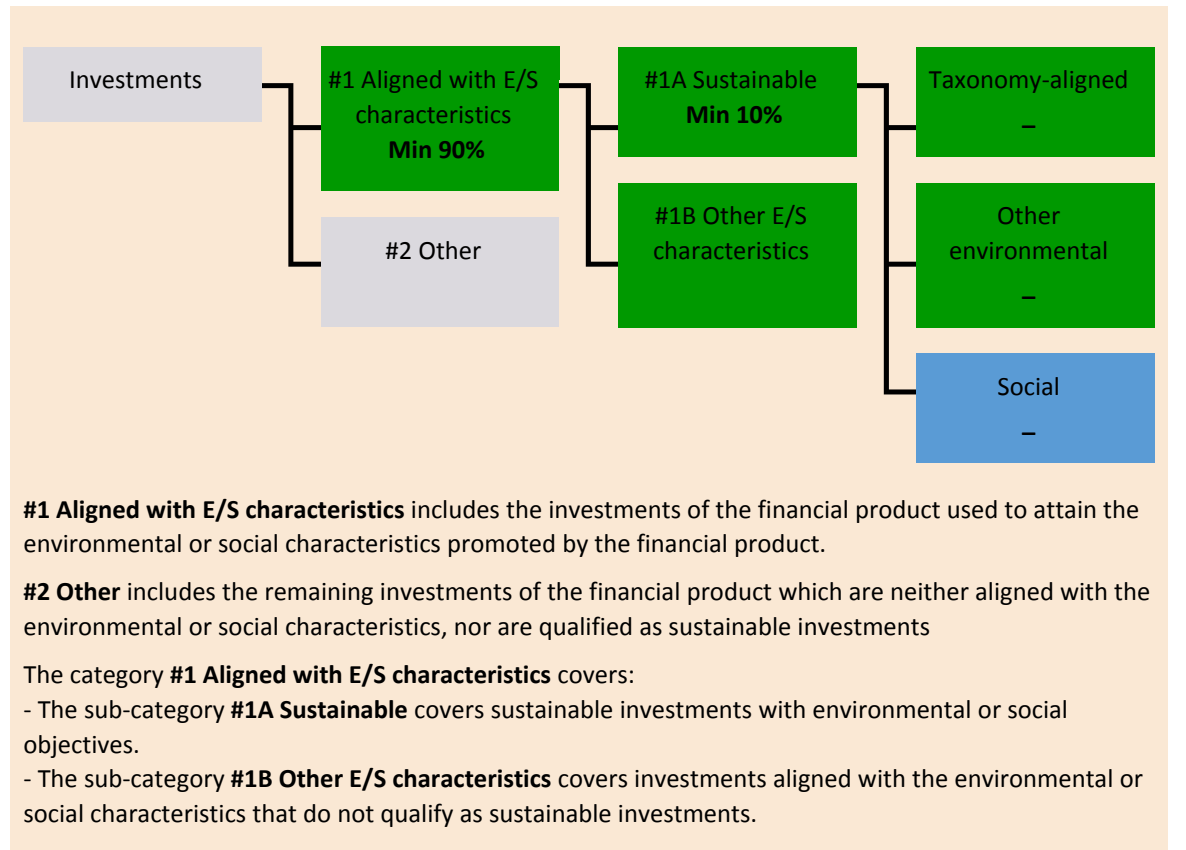 Investments
#1 Aligned with E/S
characteristics
Min 90%
#2 Other
#1A Sustainable
Min 10%
#1B Other E/S
characteristics
Taxonomy-aligned
–
Other
environmental
–
Social
–
#1 Aligned with E/S characteristics includes the investments of the financial product used to attain the
environmental or social characteristics promoted by the financial product.
#2 Other includes the remaining investments of the financial product which are neither aligned with the
environmental or social characteristics, nor are qualified as sustainable investments
The category #1 Aligned with E/S characteristics covers:
- The sub-category #1A Sustainable covers sustainable investments with environmental or social
objectives.
- The sub-category #1B Other E/S characteristics covers investments aligned with the environmental or
social characteristics that do not qualify as sustainable investments.